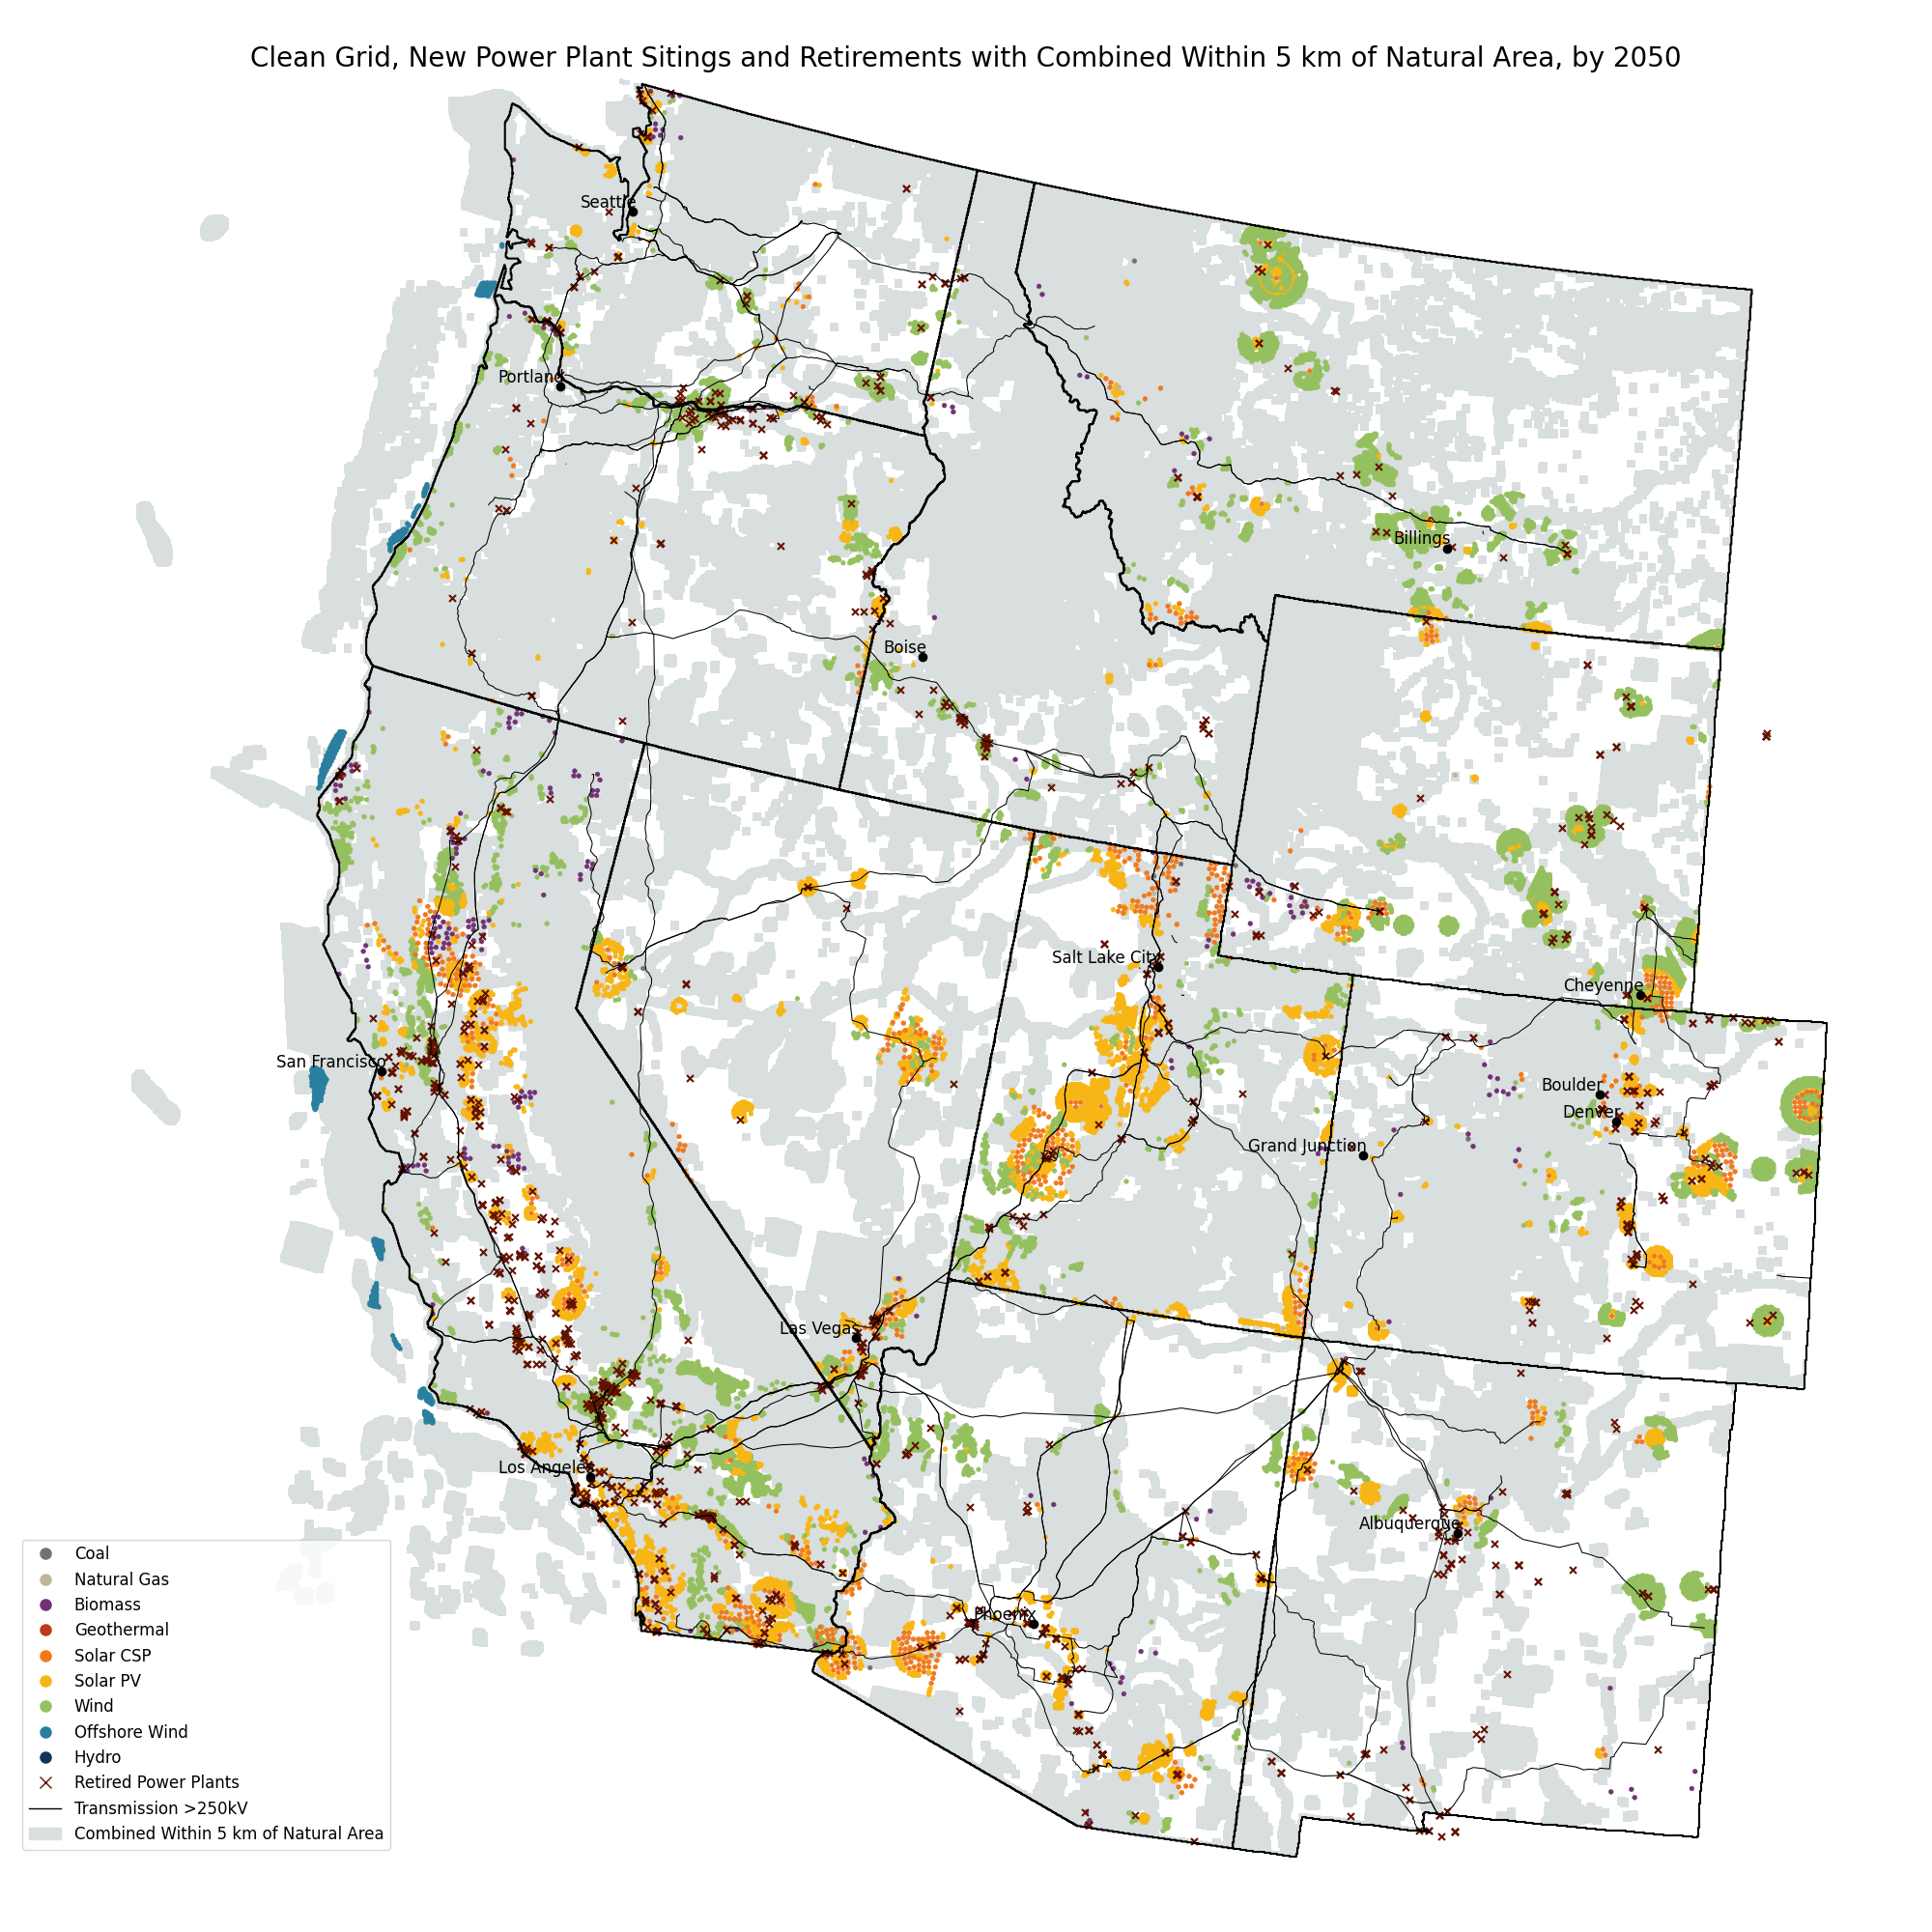 Clean Grid, New Power Plant Sitings and Retirements with Combined Within 5 km of Natural Area, by 2050
Seattle
Portland
Billings
Boise
Salt Lake City
Cheyenne
San Francisco
Boulder
Denver
Grand Junction
Las Vegas
Los Angeles
Albuquerque
Phoenix
Coal
Natural Gas
Biomass
Geothermal
Solar CSP
Solar PV
Wind
Offshore Wind
Hydro
Retired Power Plants
Transmission >250kV
Combined Within 5 km of Natural Area